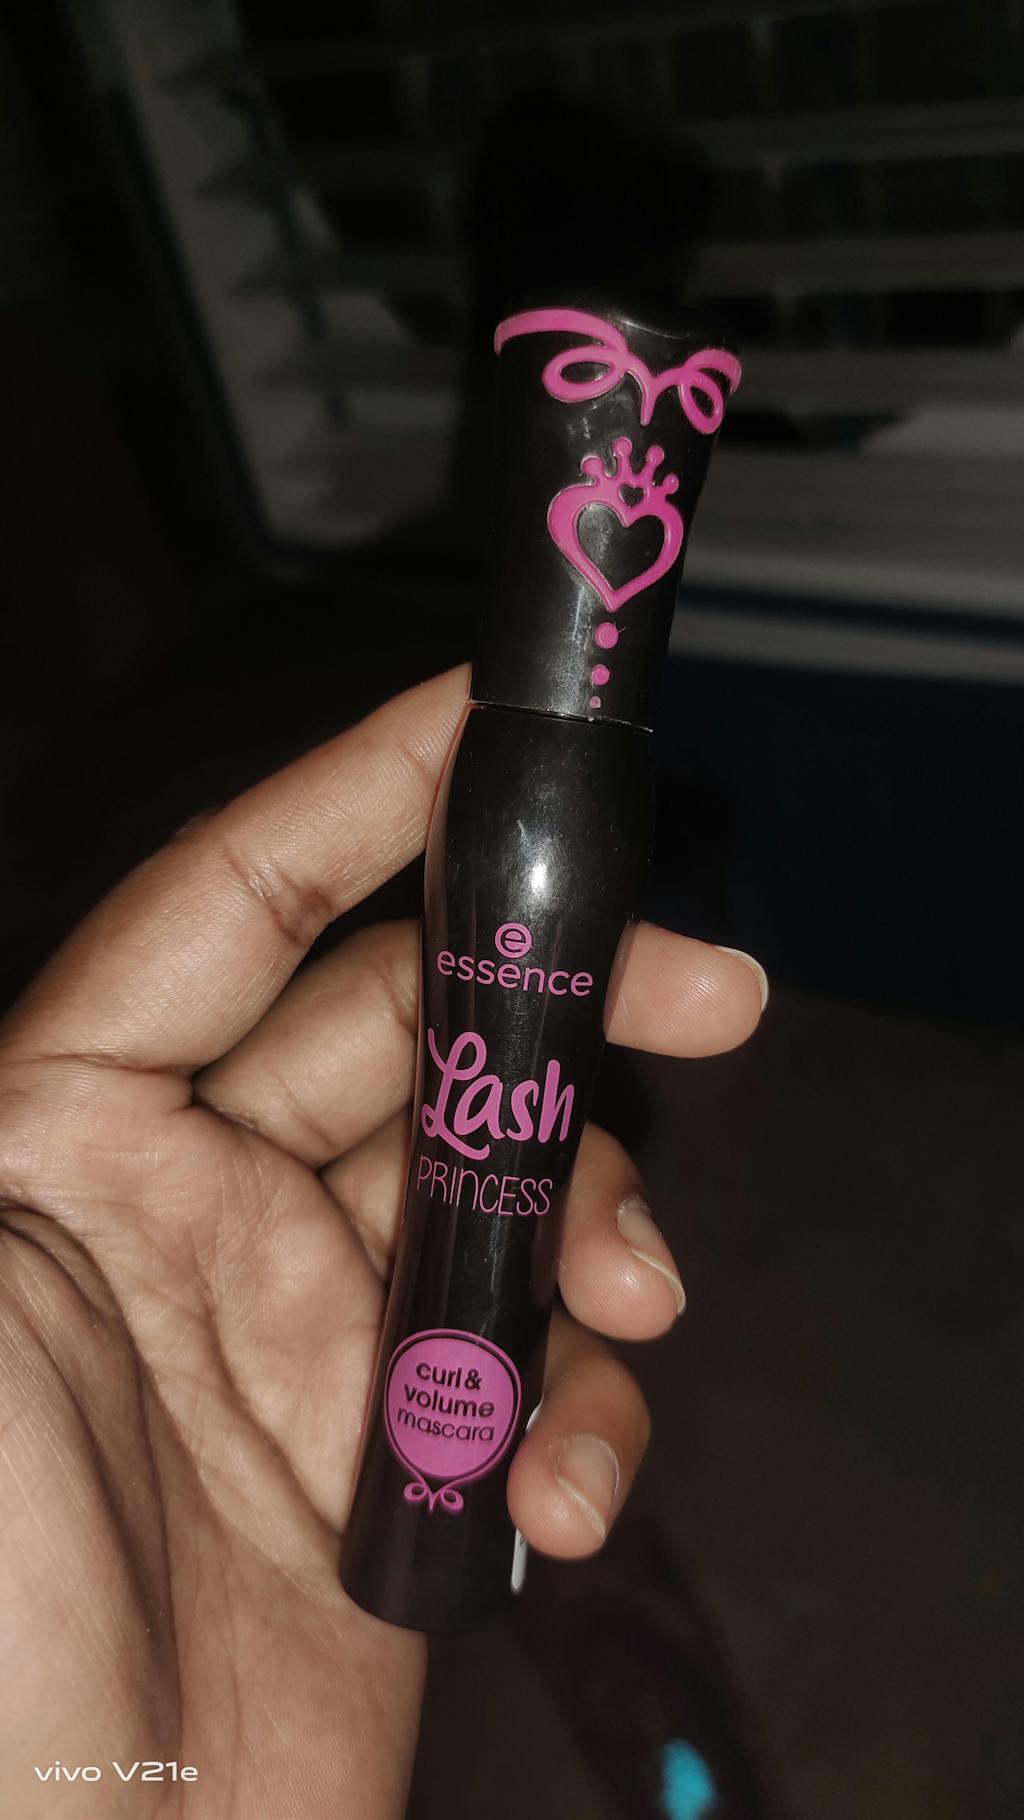 e
essence
Lash
PRINCESS
curl &
volume
mascara
vivo V21e